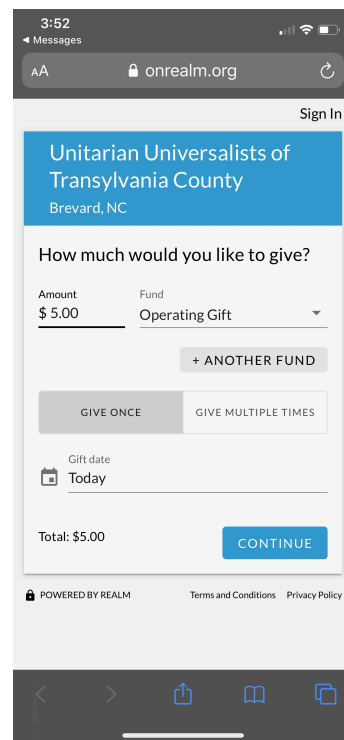 3:52
Messages
AA
onrealm.org
Sign In
Unitarian Universalists of
Transylvania County
Brevard, NC
How much would you like to give?
Amount
Fund
$ 5.00
Operating Gift
+ ANOTHER FUND
GIVE ONCE
GIVE MULTIPLE TIMES
Gift date
Today
Total: $5.00
CONTINUE
POWERED BY REALM
Terms and Conditions
Privacy Policy